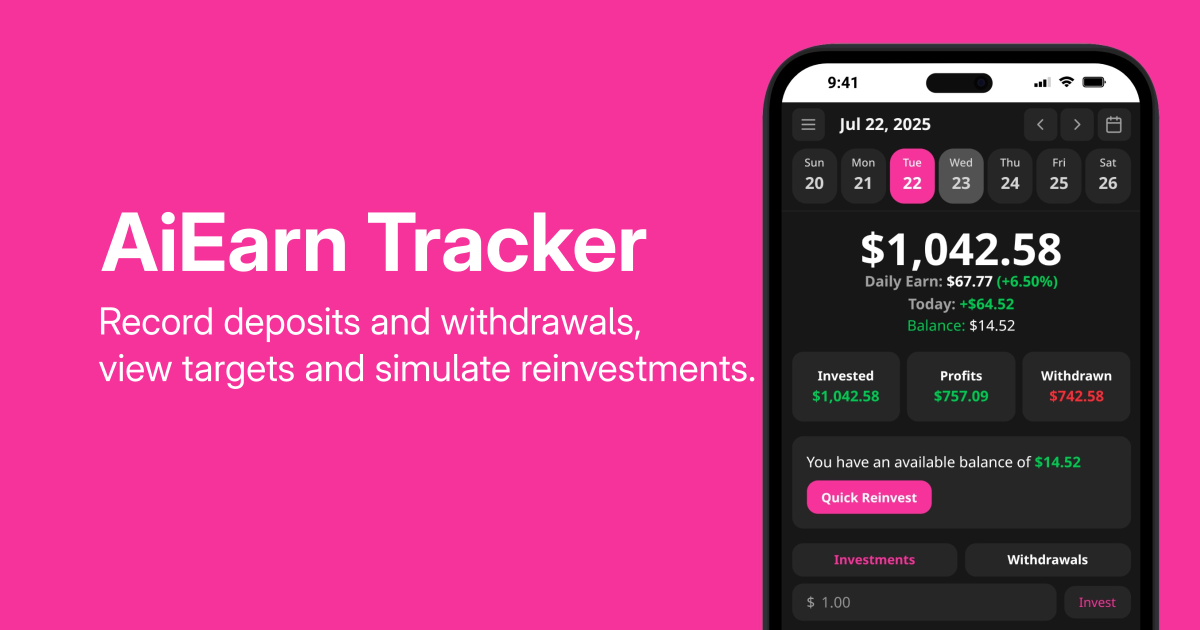 AiEarn Tracker
Record deposits and withdrawals,
view targets and simulate reinvestments.
9:41
Jul 22, 2025
Sun Mon Tue Wed Thu Fri Sat
20 21 22 23 24 25 26
$1,042.58
Daily Earn: $67.77 (+6.50%)
Today: +$64.52
Balance: $14.52
Invested Profits Withdrawn
$1,042.58 $757.09 $742.58
You have an available balance of $14.52
Quick Reinvest
Investments Withdrawals
$ 1.00 Invest